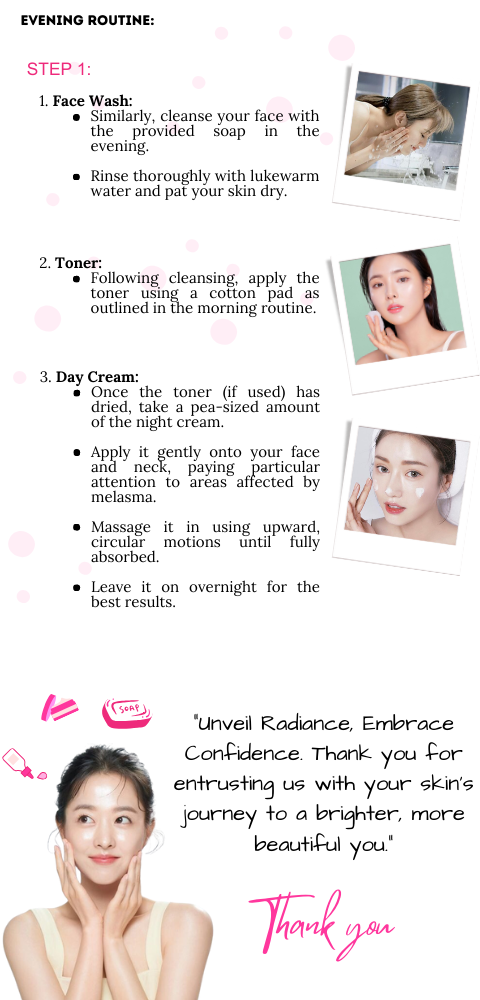 EVENING ROUTINE:
STEP 1:
1. Face Wash:
Similarly, cleanse your face with
the provided soap in the
evening.
Rinse thoroughly with lukewarm
water and pat your skin dry.
2. Toner:
Following cleansing, apply the
toner using a cotton pad as
outlined in the morning routine.
3. Day Cream:
Once the toner (if used) has
dried, take a pea-sized amount
of the night cream.
Apply it gently onto your face
and neck, paying particular
attention to areas affected by
melasma.
Massage it in using upward,
circular motions until fully
absorbed.
Leave it on overnight for the
best results.
SOAP
"Unveil Radiance, Embrace
Confidence. Thank you for
entrusting us with your skin's
journey to a brighter, more
beautiful you."
Thank you